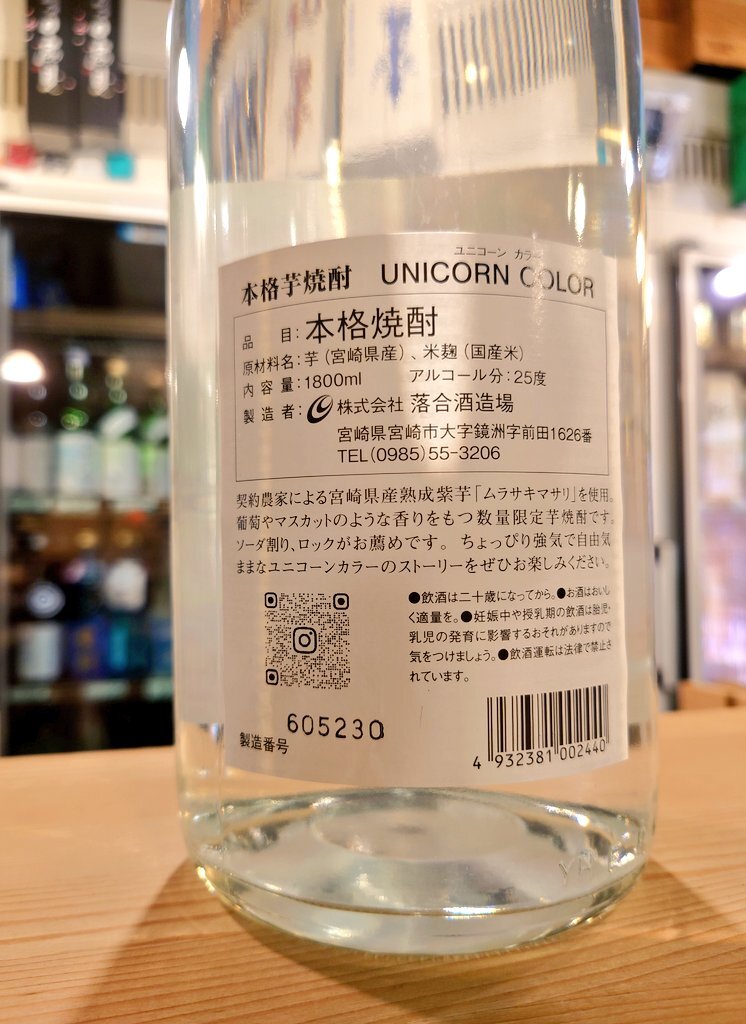 ユニコーン カラー
本格芋焼酎 UNICORN COLOR
品目：本格焼酎
原材料名：芋（宮崎県産）、米麹（国産米）
内容量：1800ml アルコール分：25度
製造者：株式会社 落合酒造場
宮崎県宮崎市大字鏡洲字前田1626番
TEL（0985）55-3206
契約農家による宮崎県産熟成紫芋「ムラサキマサリ」を使用。
葡萄やマスカットのような香りをもつ数量限定芋焼酎です。
ソーダ割り、ロックがお薦めです。ちょっぴり強気で自由気
ままなユニコーンカラーのストーリーをぜひお楽しみください。
●飲酒は二十歳になってから。●お酒はおいし
く適量を。●妊娠中や授乳期の飲酒は胎児・
乳児の発育に影響するおそれがありますので
気をつけましょう。●飲酒運転は法律で禁止さ
れています。
製造番号 605230
4 932381 002440